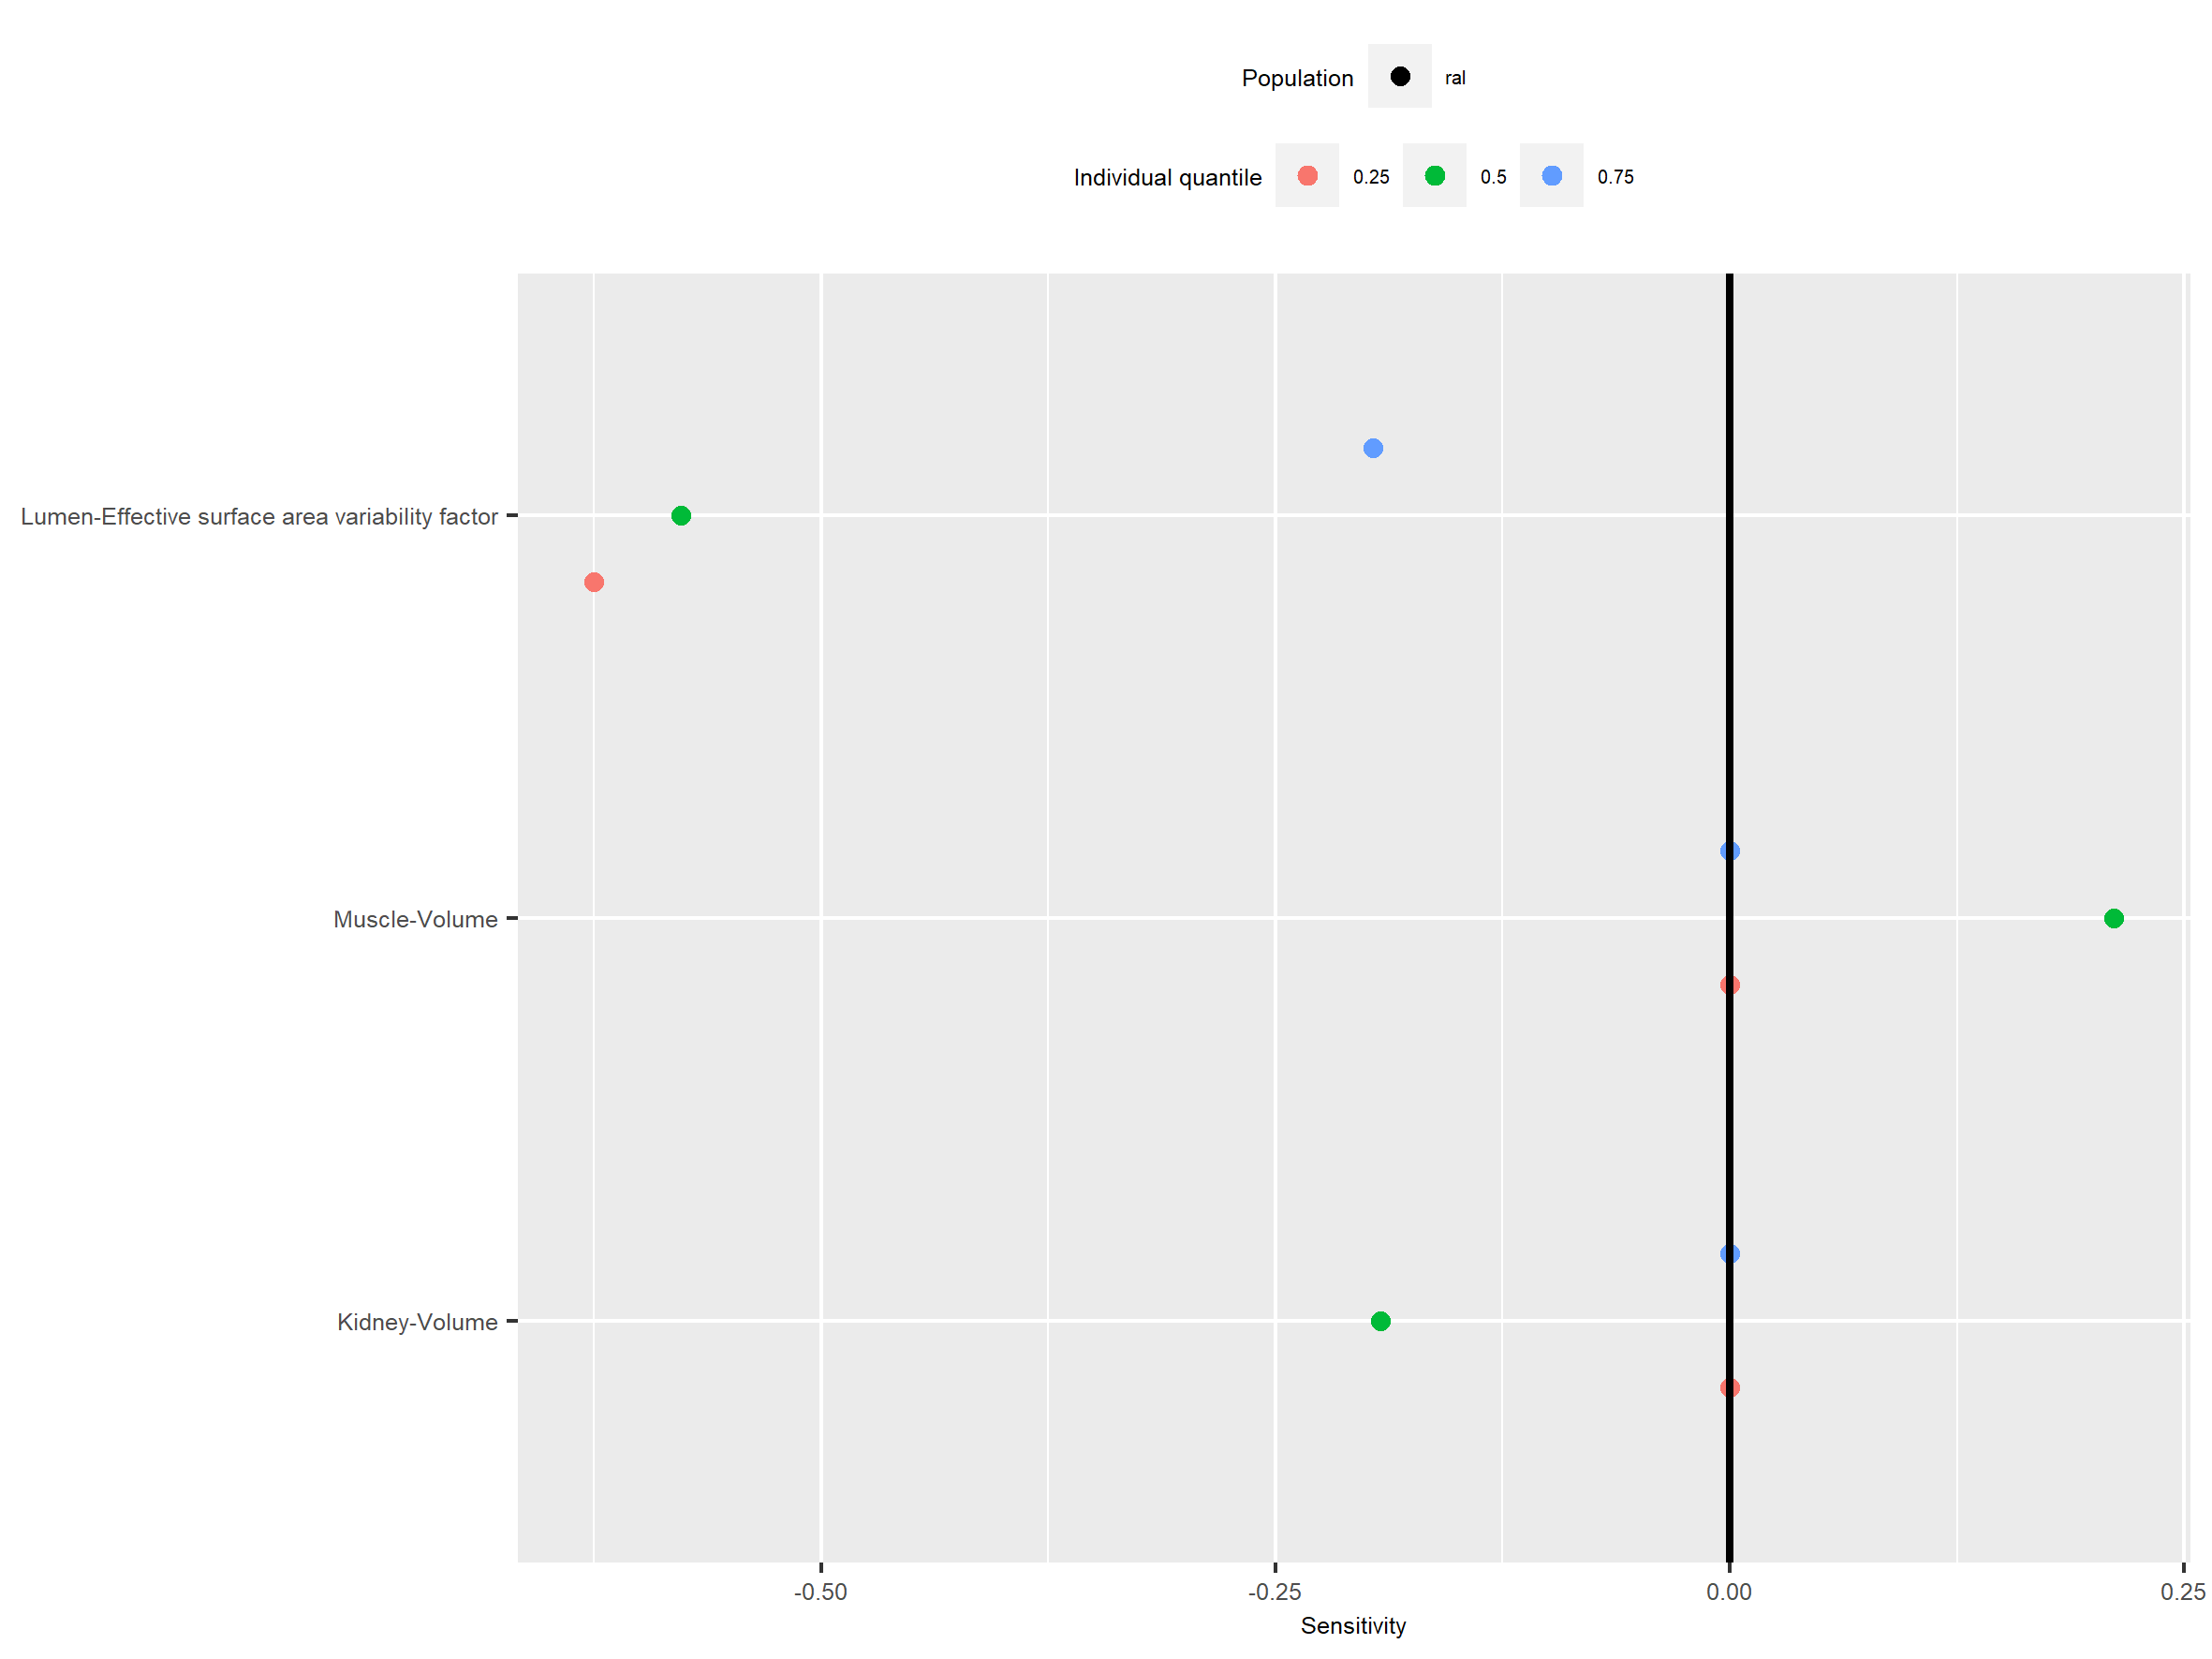 Population ral
Individual quantile 0.25 0.5 0.75
Lumen-Effective surface area variability factor
Muscle-Volume
Kidney-Volume
-0.50 -0.25 0.00 0.25
Sensitivity